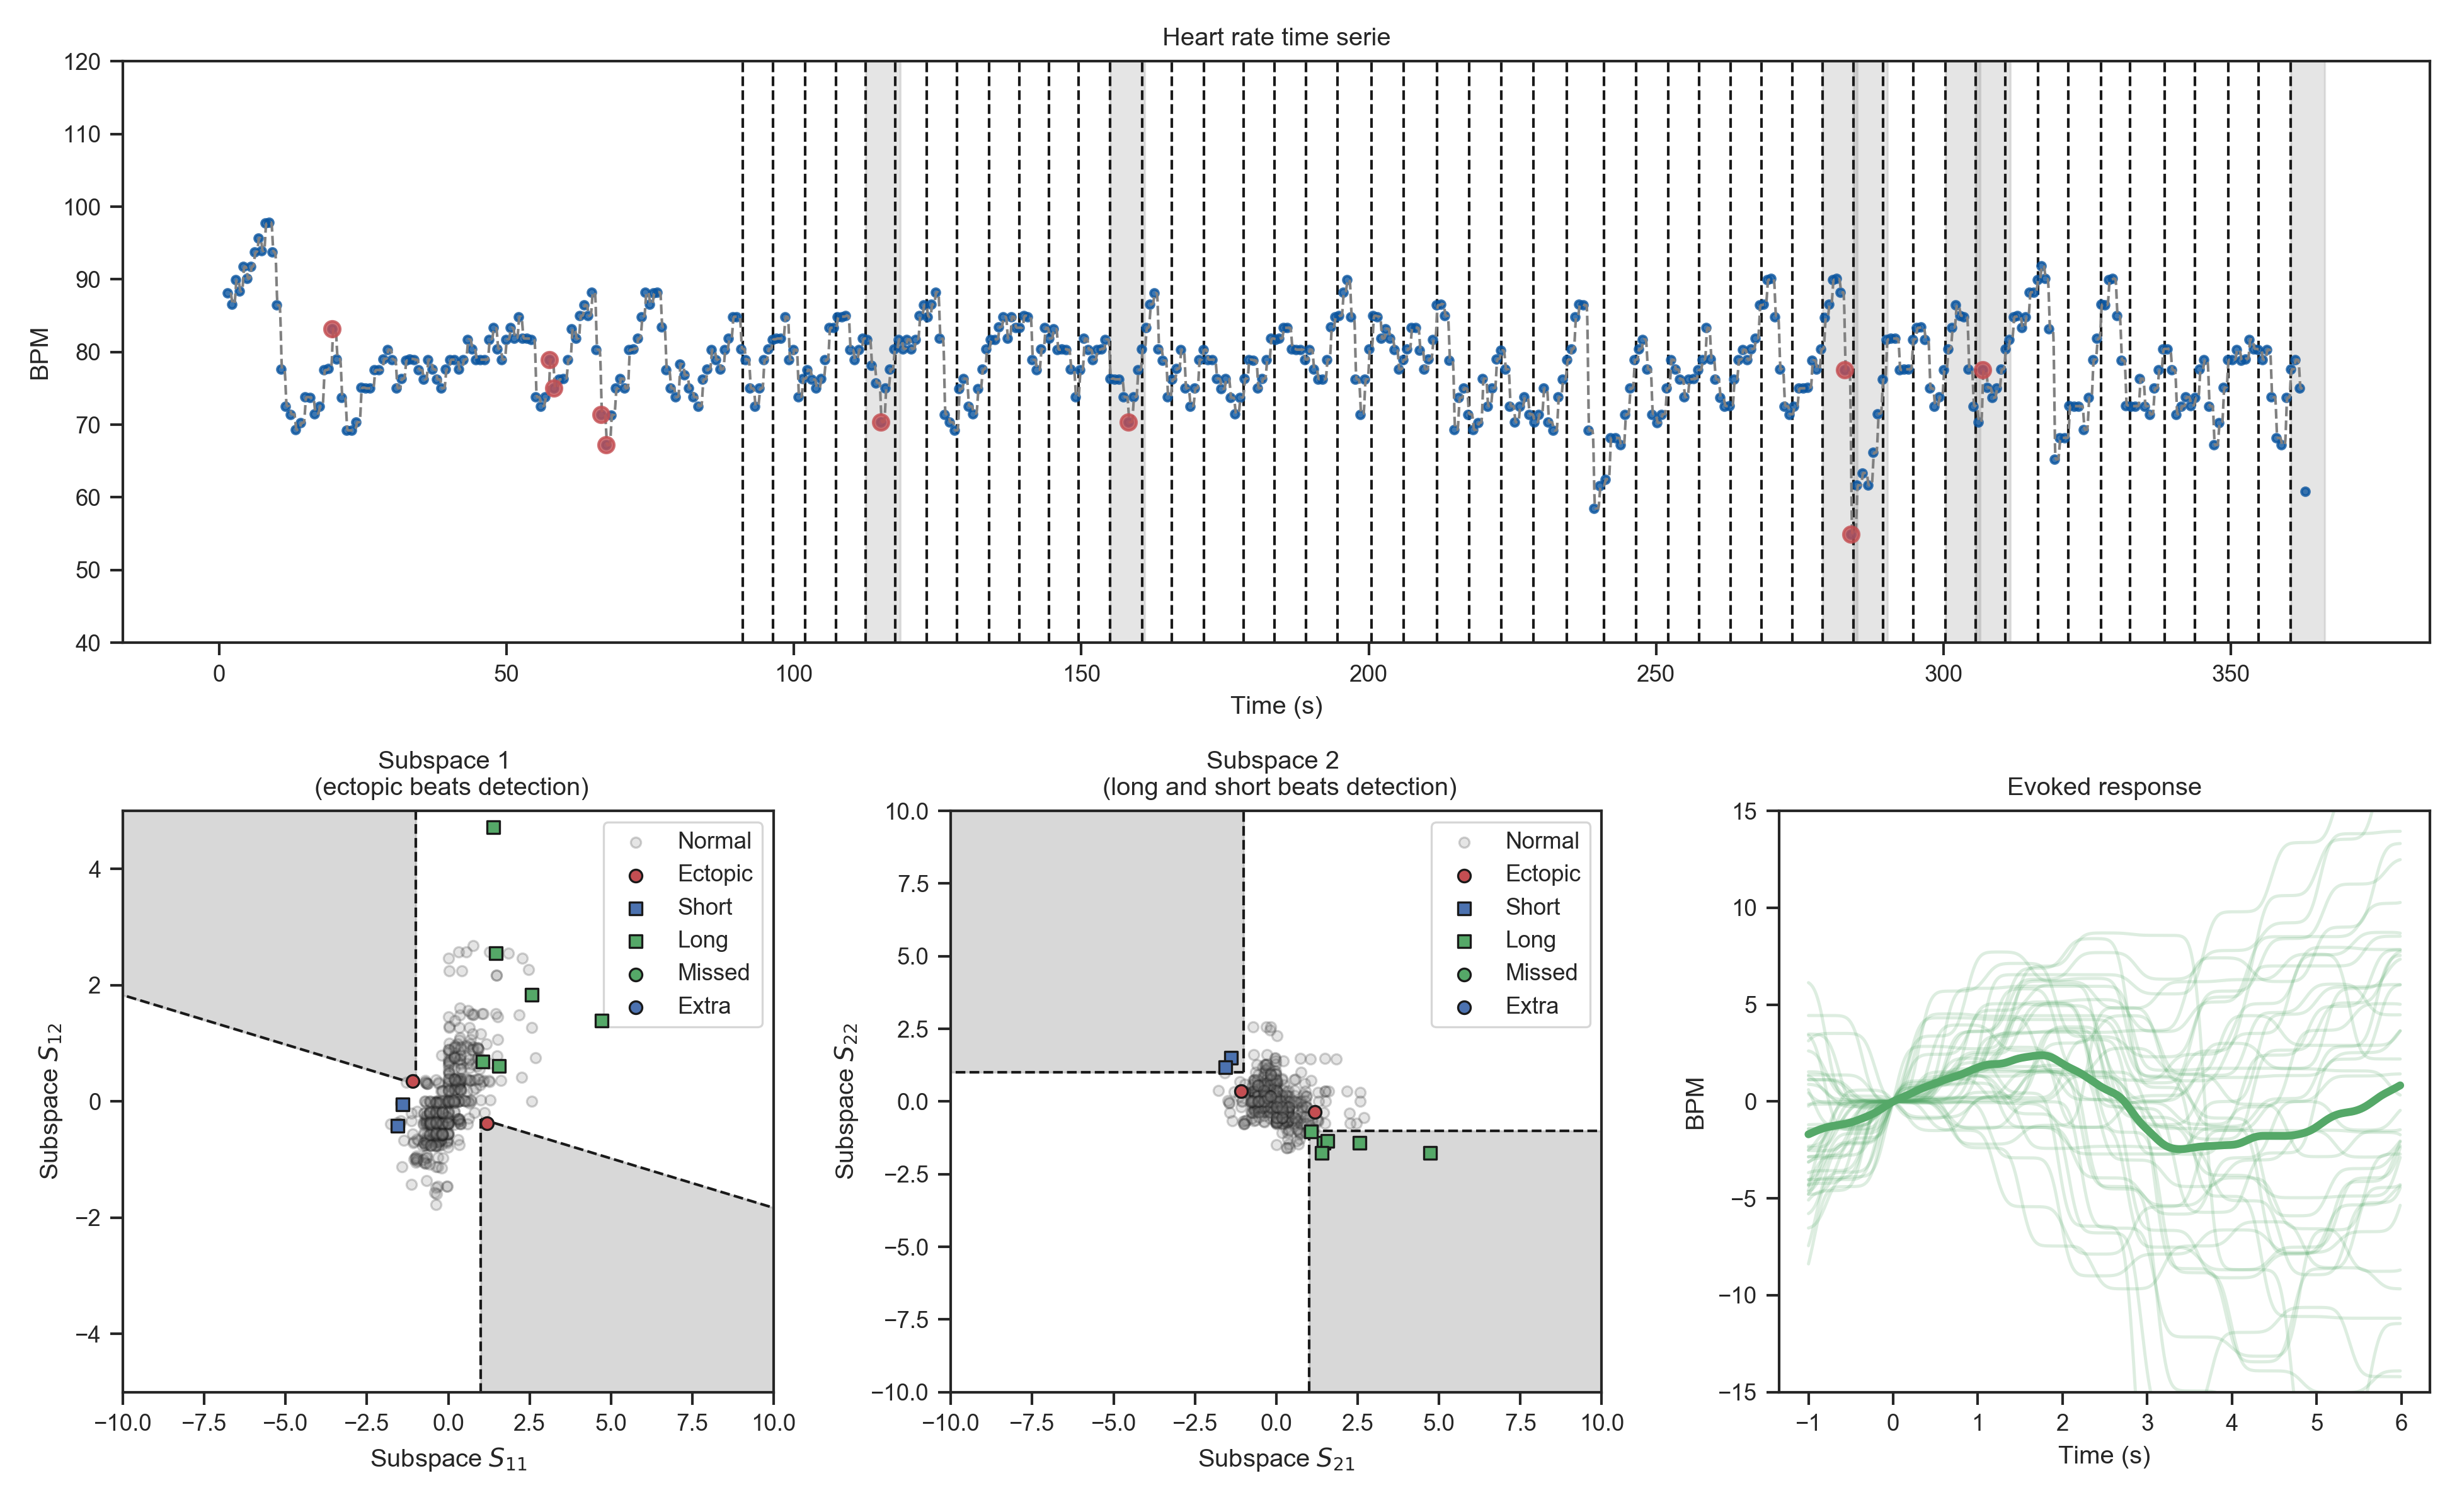 Heart rate time serie
120
110
100
90
80
70
60
50
40
BPM
0 50 100 150 200 250 300 350
Time (s)
Subspace 1
(ectopic beats detection)
4
2
0
−2
−4
Subspace S12
Normal
Ectopic
Short
Long
Missed
Extra
−10.0 −7.5 −5.0 −2.5 0.0 2.5 5.0 7.5 10.0
Subspace S11
Subspace 2
(long and short beats detection)
10.0
7.5
5.0
2.5
0.0
−2.5
−5.0
−7.5
−10.0
Subspace S22
Normal
Ectopic
Short
Long
Missed
Extra
−10.0 −7.5 −5.0 −2.5 0.0 2.5 5.0 7.5 10.0
Subspace S21
Evoked response
15
10
5
0
−5
−10
−15
BPM
−1 0 1 2 3 4 5 6
Time (s)